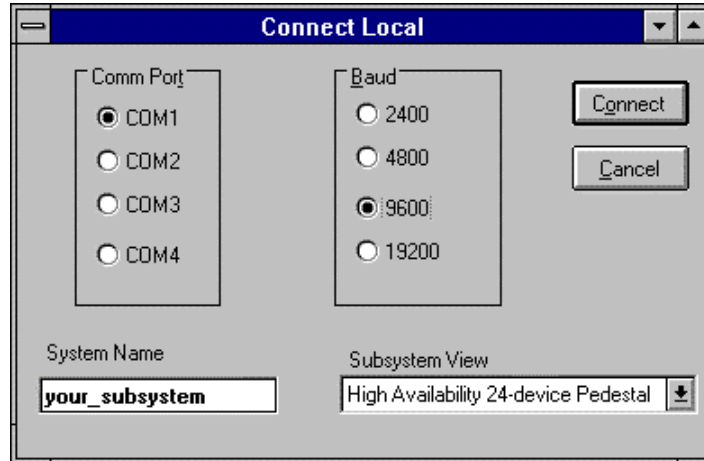 Connect Local
Comm Port
COM1
COM2
COM3
COM4
Baud
2400
4800
9600
19200
Connect
Cancel
System Name
your_subsystem
Subsystem View
High Availability 24-device Pedestal